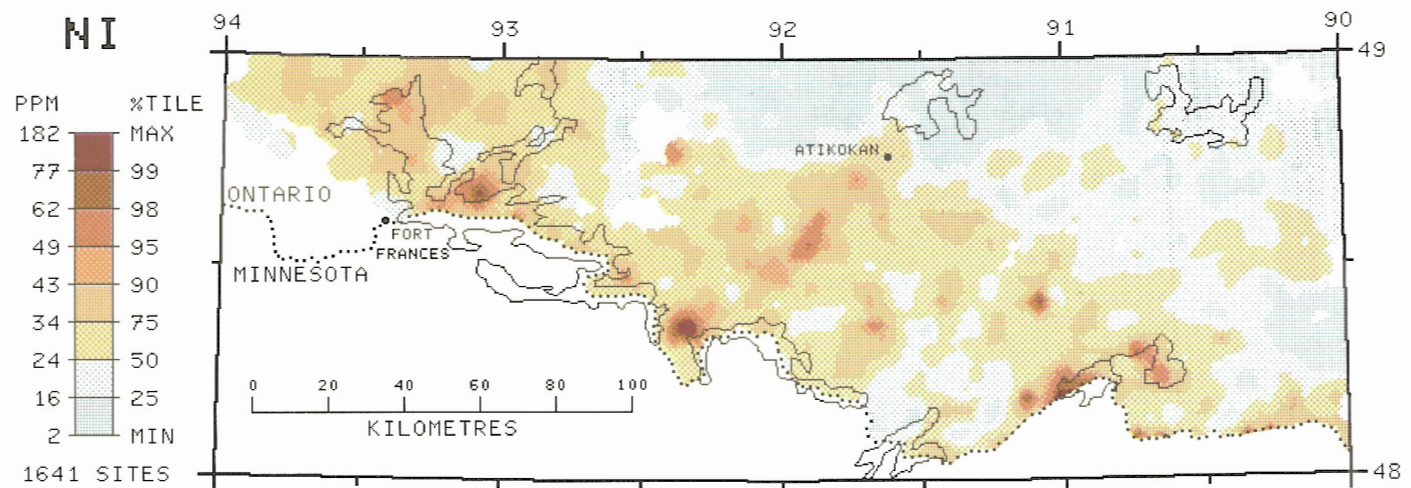 NI
94 93 92 91 90
49
PPM %TILE
182 MAX
77 99
62 98
49 95
43 90
34 75
24 50
16 25
2 MIN
1641 SITES
ONTARIO
MINNESOTA
FORT
FRANCES
ATIKOKAN
0 20 40 60 80 100
KILOMETRES
48